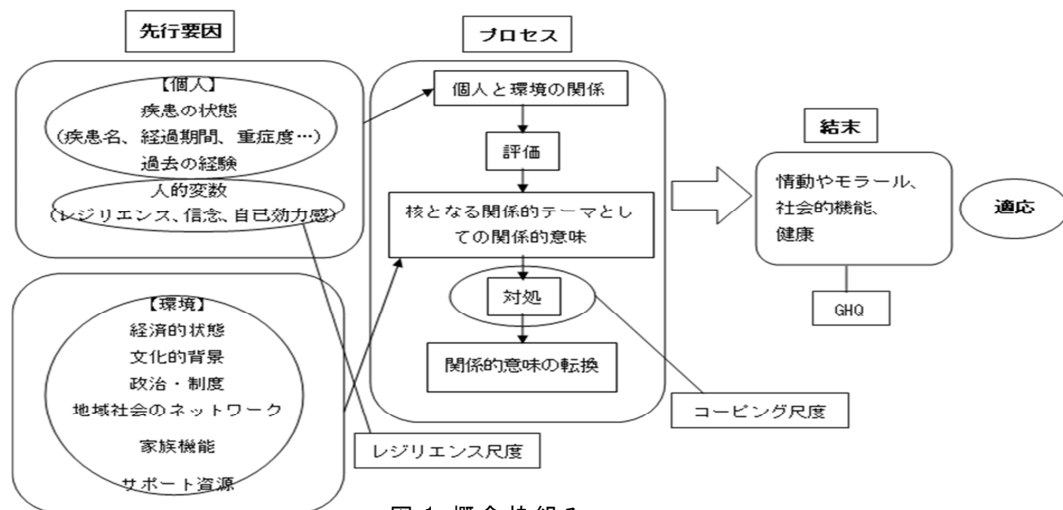 先行要因
【個人】
疾患の状態
(疾患名、経過期間、重症度…)
過去の経験
人的変数
(レジリエンス、信念、自己効力感)
【環境】
経済的状態
文化的背景
政治・制度
地域社会のネットワーク
家族機能
サポート資源
プロセス
個人と環境の関係
評価
核となる関係的テーマとし
ての関係的意味
対処
関係的意味の転換
レジリエンス尺度
コーピング尺度
結末
情動やモラール、
社会的機能、
健康
適応
GHQ
図 1 概念枠組み